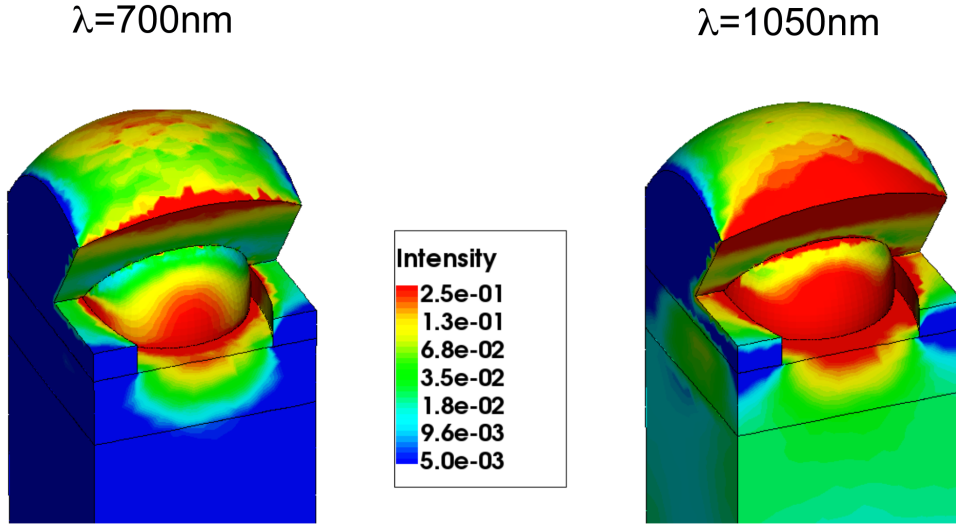 λ=700nm
λ=1050nm
Intensity
2.5e-01
1.3e-01
6.8e-02
3.5e-02
1.8e-02
9.6e-03
5.0e-03